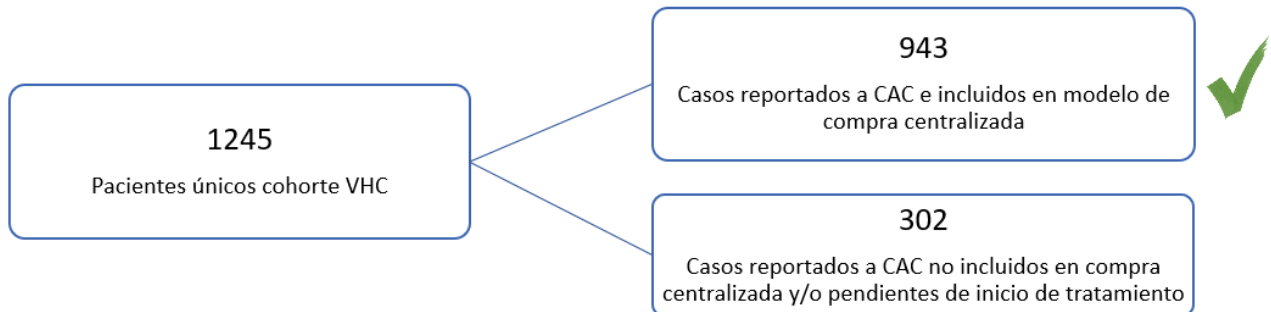 1245
Pacientes únicos cohorte VHC
943
Casos reportados a CAC e incluidos en modelo de
compra centralizada
302
Casos reportados a CAC no incluidos en compra
centralizada y/o pendientes de inicio de tratamiento